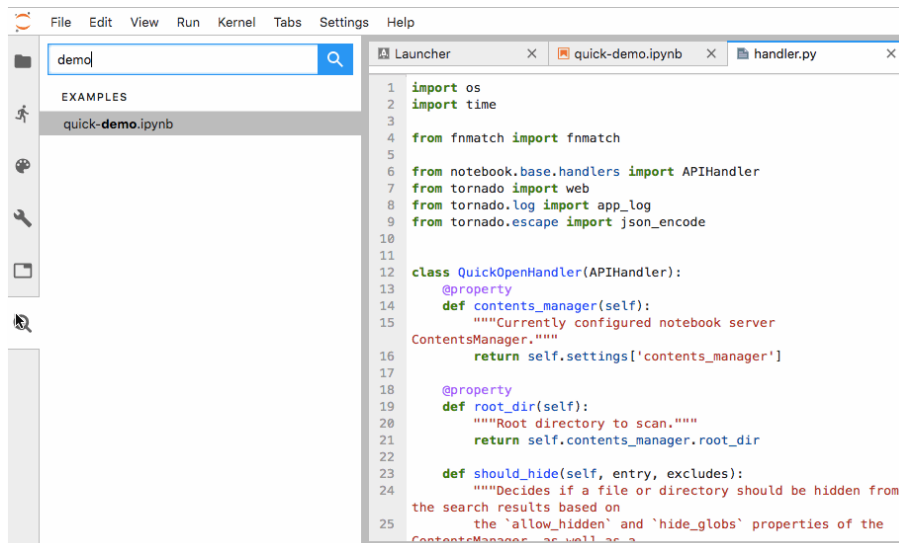 File Edit View Run Kernel Tabs Settings Help
demo
EXAMPLES
quick-demo.ipynb
Launcher
quick-demo.ipynb
handler.py
1 import os
2 import time
3
4 from fnmatch import fnmatch
5
6 from notebook.base.handlers import APIHandler
7 from tornado import web
8 from tornado.log import app_log
9 from tornado.escape import json_encode
10
11
12 class QuickOpenHandler(APIHandler):
13     @property
14     def contents_manager(self):
15         """Currently configured notebook server
ContentsManager."""
16         return self.settings['contents_manager']
17
18     @property
19     def root_dir(self):
20         """Root directory to scan."""
21         return self.contents_manager.root_dir
22
23     def should_hide(self, entry, excludes):
24         """Decides if a file or directory should be hidden from
the search results based on
25         the `allow_hidden` and `hide_globs` properties of the
ContentsManager, as well as a